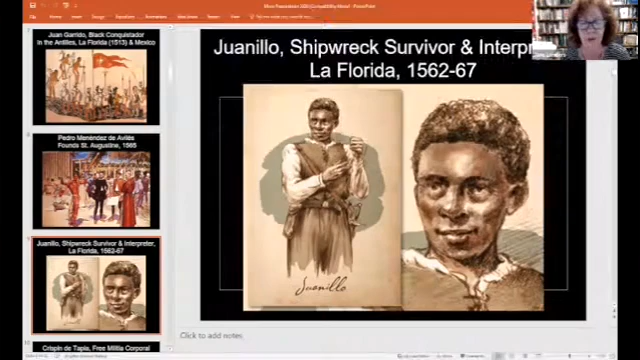 Juan Garrido, Black Conquistador
in the Antilles, La Florida (1513) & Mexico
Pedro Menéndez de Avilés
Founds St. Augustine, 1565
Juanillo, Shipwreck Survivor & Interpreter,
La Florida, 1562-67
Crispín de Tapia, Free Militia Corporal
Juanillo, Shipwreck Survivor & Interpr
La Florida, 1562-67
Juanillo
Click to add notes